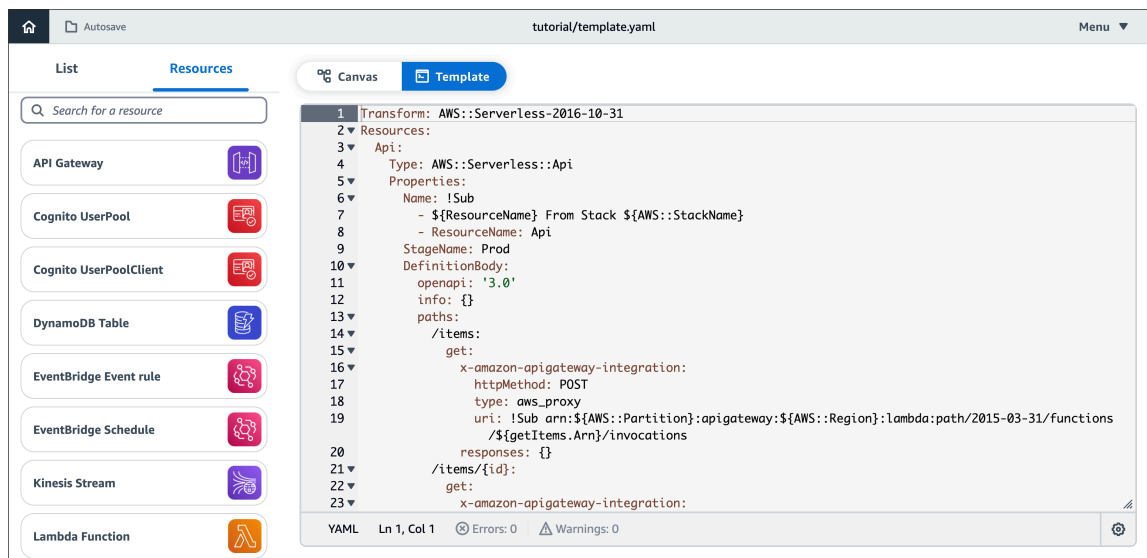 Autosave
tutorial/template.yaml
Menu ▼
List
Resources
Search for a resource
API Gateway
Cognito UserPool
Cognito UserPoolClient
DynamoDB Table
EventBridge Event rule
EventBridge Schedule
Kinesis Stream
Lambda Function
Canvas
Template
1 Transform: AWS::Serverless-2016-10-31
2 ▼ Resources:
3 ▼ Api:
4 Type: AWS::Serverless::Api
5 ▼ Properties:
6 ▼ Name: !Sub
7 - ${ResourceName} From Stack ${AWS::StackName}
8 - ResourceName: Api
9 StageName: Prod
10 ▼ DefinitionBody:
11 openapi: '3.0'
12 info: {}
13 ▼ paths:
14 ▼ /items:
15 ▼ get:
16 ▼ x-amazon-apigateway-integration:
17 httpMethod: POST
18 type: aws_proxy
19 uri: !Sub arn:${AWS::Partition}:apigateway:${AWS::Region}:lambda:path/2015-03-31/functions
/${getItems.Arn}/invocations
20 responses: {}
21 ▼ /items/{id}:
22 ▼ get:
23 ▼ x-amazon-apigateway-integration:
YAML Ln 1, Col 1 Errors: 0 Warnings: 0